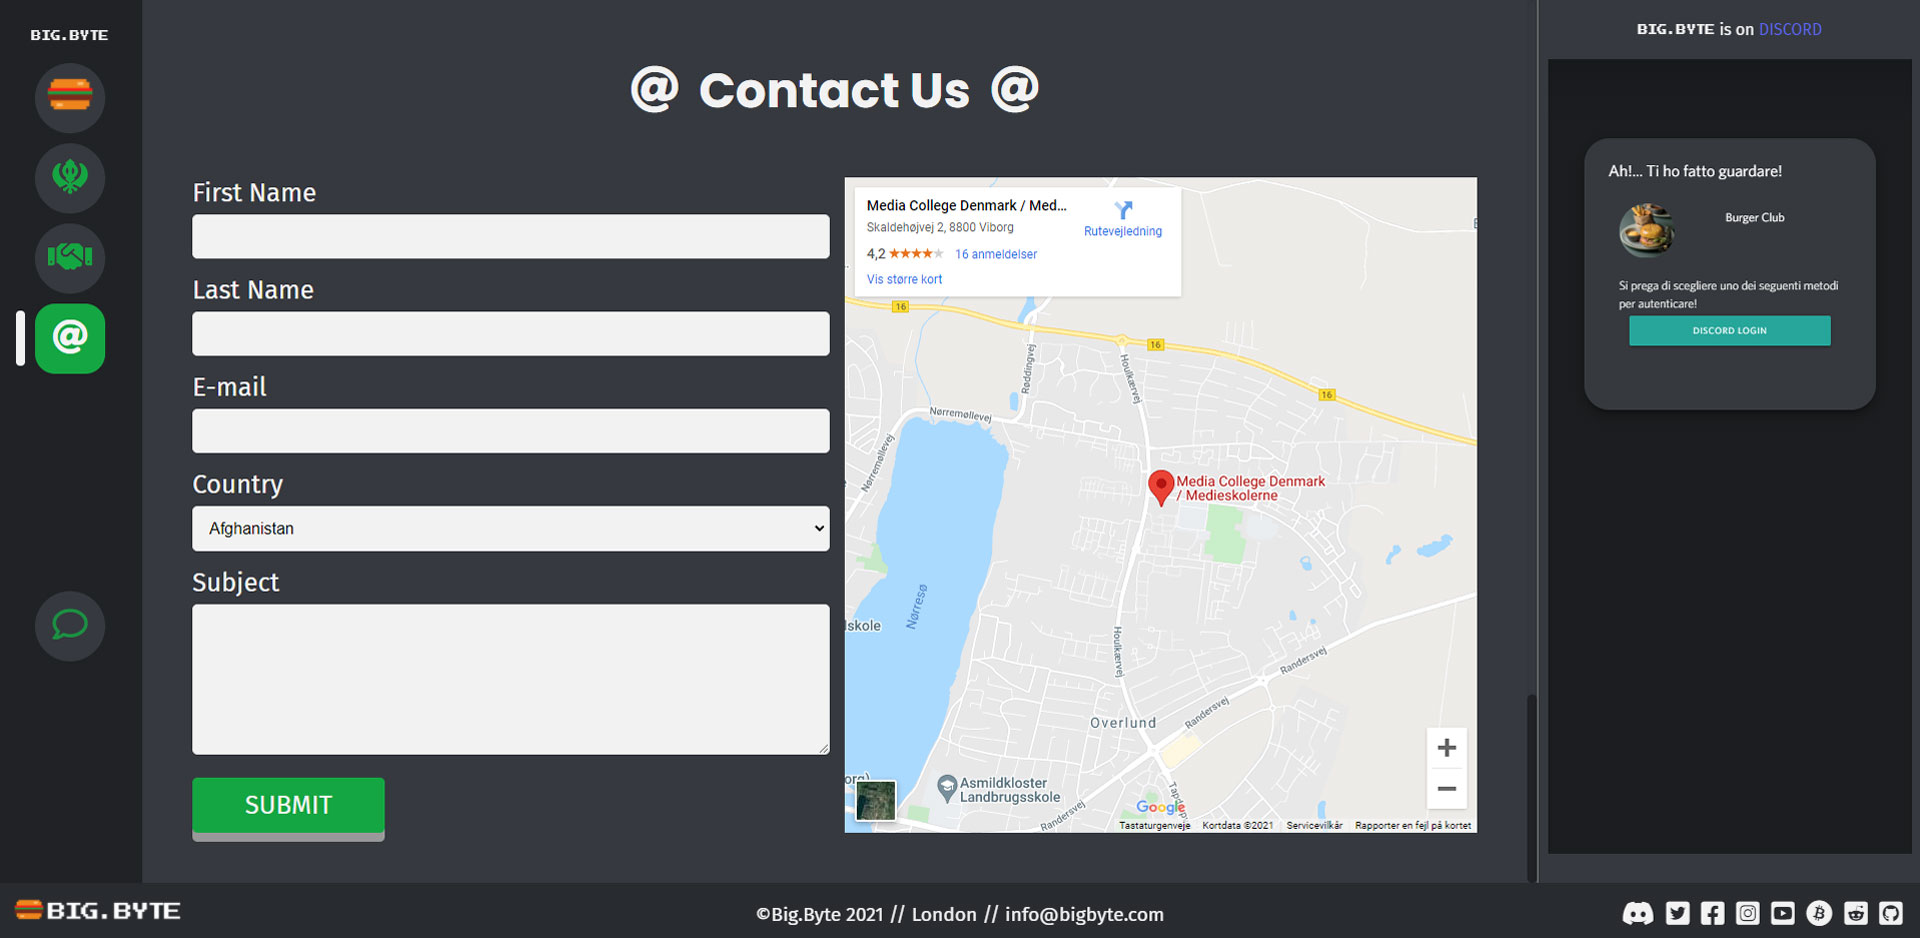 BIG.BYTE
@ Contact Us @
First Name
Last Name
E-mail
Country
Afghanistan
Subject
SUBMIT
Media College Denmark / Med...
Skaldehøjvej 2, 8800 Viborg
4,2
16 anmeldelser
Vis større kort
Rutevejledning
16
16
16
Røddingvej
Houlkærvej
Nørremøllevej
Nørremøllevej
Media College Denmark
/ Medieskolerne
Nørresø
lskole
Houlkærvej
Randersvej
Randersvej
Overlund
Asmildkloster
Landbrugsskole
Randersvej
Google
Tastaturgenveje
Kortdata ©2021
Servicevilkår
Rapporter en fejl på kortet
BIG.BYTE is on DISCORD
Ah!... Ti ho fatto guardare!
Burger Club
Si prega di scegliere uno dei seguenti metodi
per autenticare!
DISCORD LOGIN
BIG.BYTE
©Big.Byte 2021 // London // info@bigbyte.com